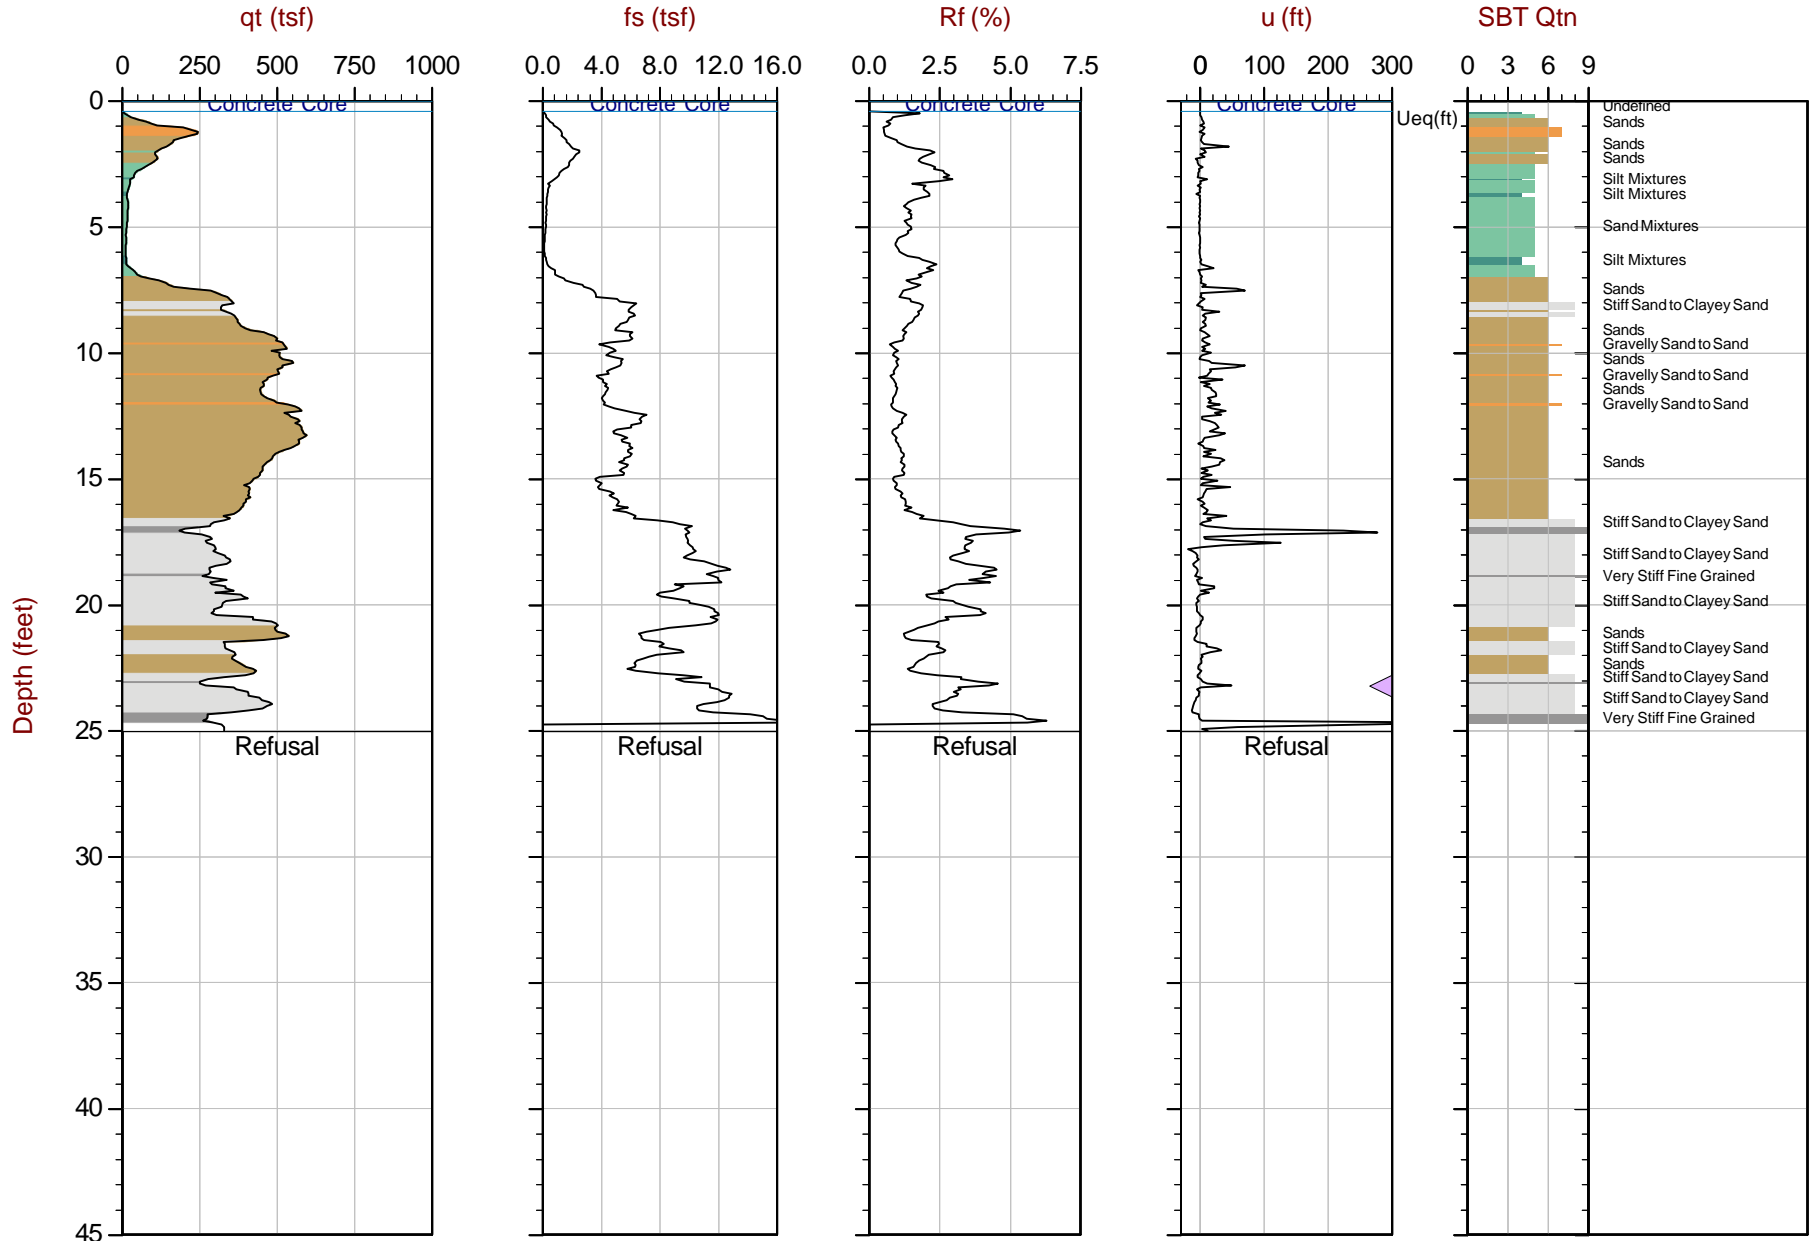 qt (tsf) fs (tsf) Rf (%) u (ft) SBT Qtn
0 250 500 750 1000 0.0 4.0 8.0 12.0 16.0 0.0 2.5 5.0 7.5 0 100 200 300 0 3 6 9
0
Concrete Core Concrete Core Concrete Core Concrete Core
Undefined
Ueq(ft)
Sands
Sands
Sands
Silt Mixtures
Silt Mixtures
5
Sand Mixtures
Silt Mixtures
Sands
Stiff Sand to Clayey Sand
Sands
Gravelly Sand to Sand
10
Sands
Gravelly Sand to Sand
Sands
Gravelly Sand to Sand
Sands
15
Stiff Sand to Clayey Sand
Stiff Sand to Clayey Sand
Very Stiff Fine Grained
20
Stiff Sand to Clayey Sand
Sands
Stiff Sand to Clayey Sand
Sands
Stiff Sand to Clayey Sand
Stiff Sand to Clayey Sand
Very Stiff Fine Grained
Depth (feet)
25
Refusal Refusal Refusal Refusal
30
35
40
45